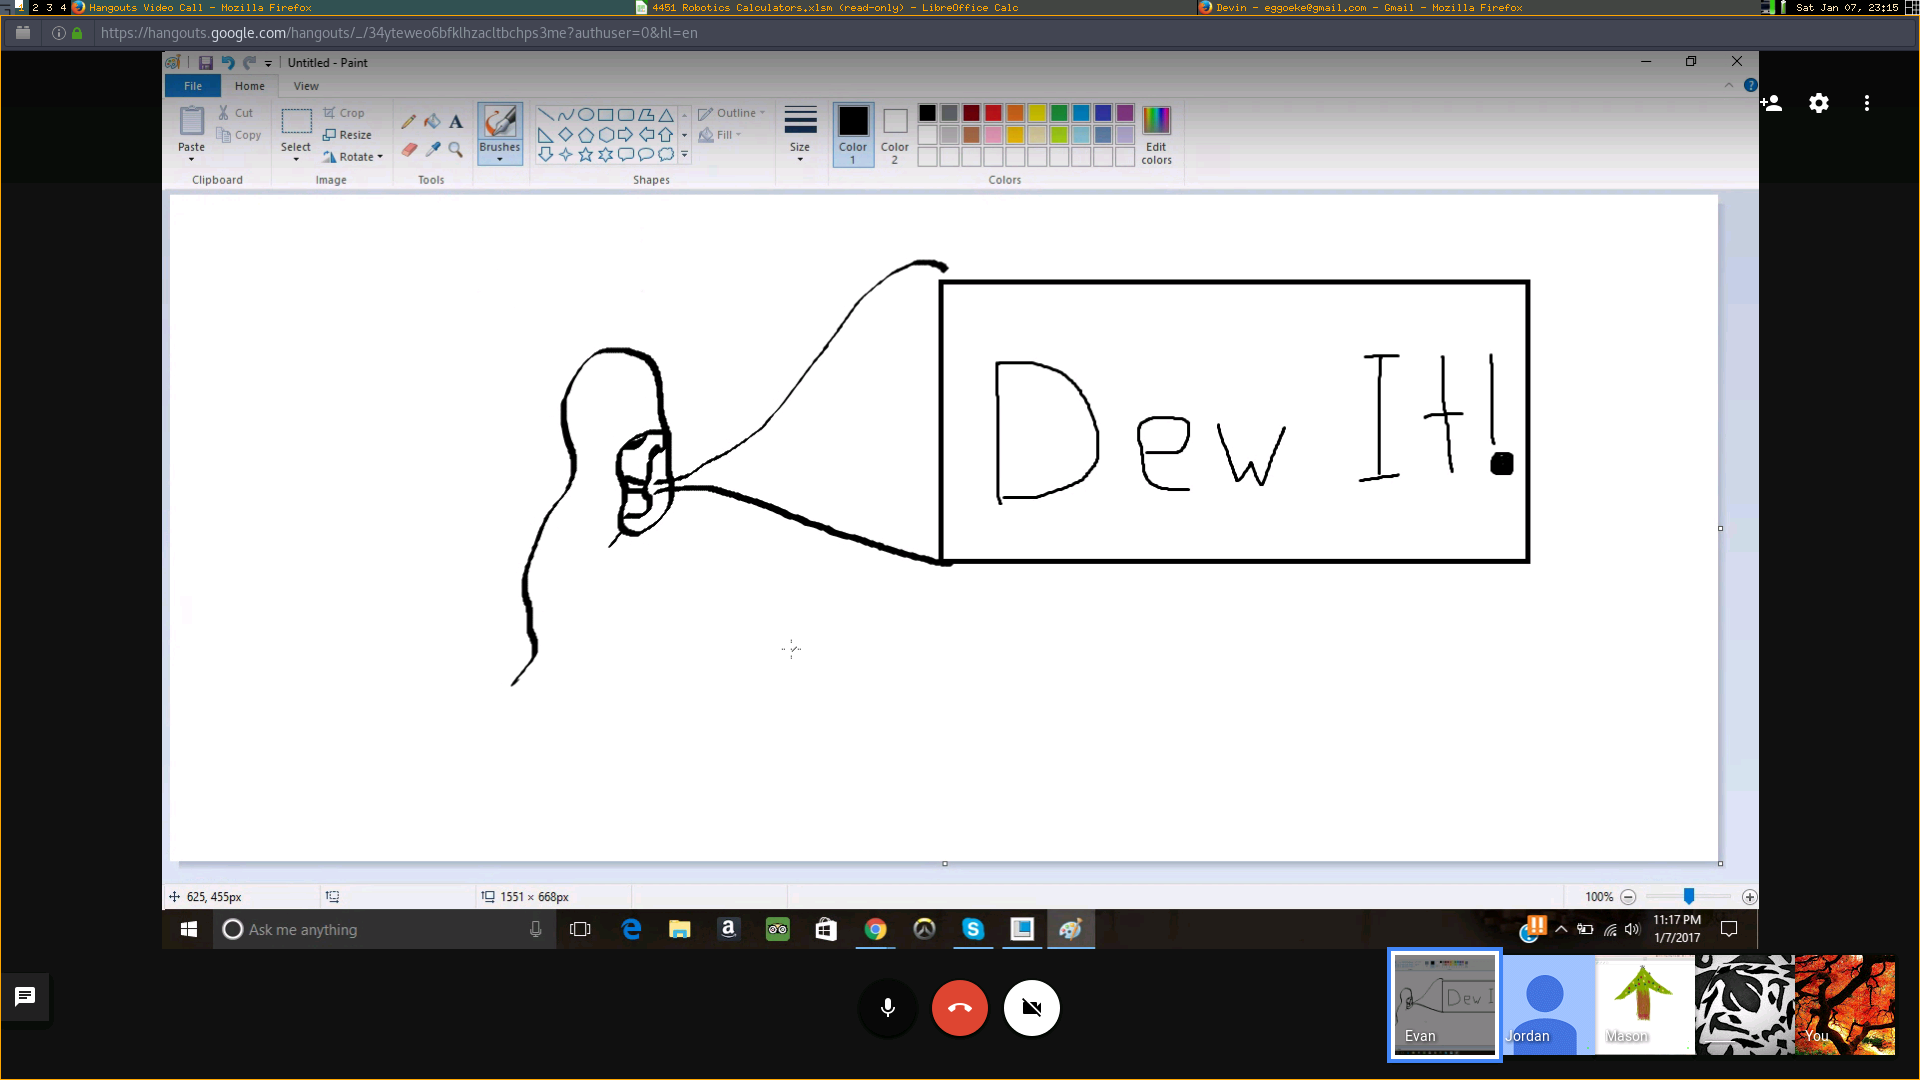 2 3 4 Hangouts Video Call - Mozilla Firefox
4451 Robotics Calculators.xlsm (read-only) - LibreOffice Calc
Devin - eggoeke@gmail.com - Gmail - Mozilla Firefox
Sat Jan 07, 23:15
https://hangouts.google.com/hangouts/_/34yteweo6bfklhzacltbchps3me?authuser=0&hl=en
Untitled - Paint
File Home View
Paste
Cut
Copy
Clipboard
Select
Crop
Resize
Rotate
Image
A
Tools
Brushes
Outline
Fill
Shapes
Size
Color 1
Color 2
Edit colors
Colors
Dew It!
625, 455px
1551 × 668px
100%
Ask me anything
11:17 PM
1/7/2017
Evan
Jordan
Mason
You